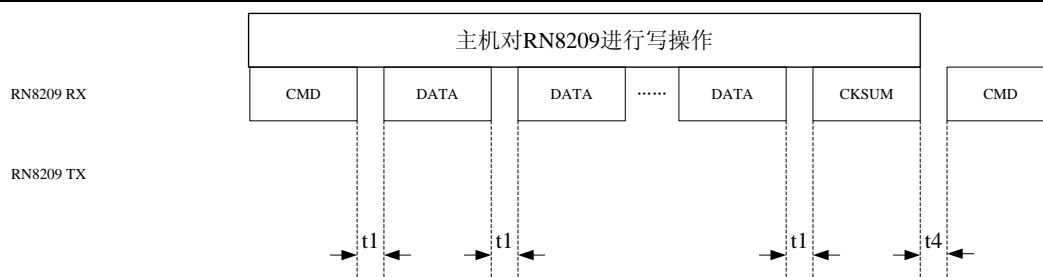 主机对RN8209进行写操作
RN8209 RX
CMD
DATA
DATA
……
DATA
CKSUM
CMD
RN8209 TX
t1
t1
t1
t4